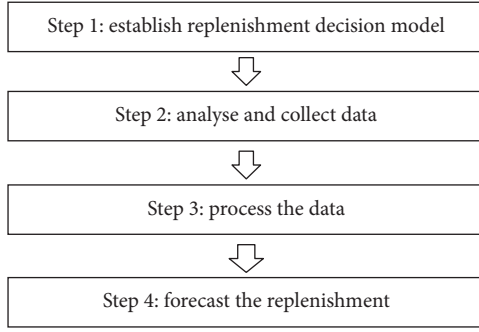 Step 1: establish replenishment decision model
Step 2: analyse and collect data
Step 3: process the data
Step 4: forecast the replenishment